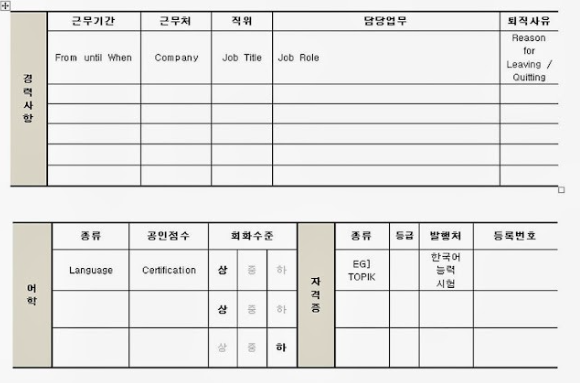 근무기간 근무처 직위 담당업무 퇴직사유
경력사항
From until When Company Job Title Job Role Reason for Leaving / Quitting
종류 공인점수 회화수준 종류 등급 발행처 등록번호
어학
자격증
Language Certification 상 중 하 EG] TOPIK 한국어 능력 시험
상 중 하
상 중 하